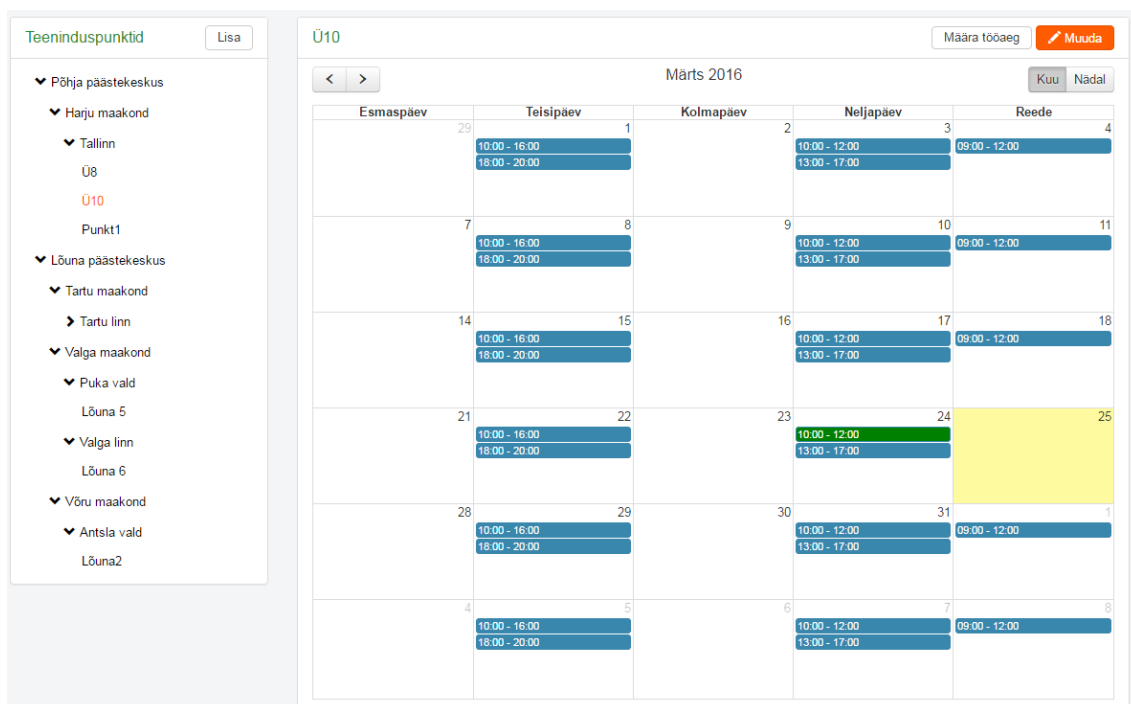 Teeninduspunktid
Lisa
Põhja päästekeskus
Harju maakond
Tallinn
Ü8
Ü10
Punkt1
Lõuna päästekeskus
Tartu maakond
Tartu linn
Valga maakond
Puka vald
Lõuna 5
Valga linn
Lõuna 6
Võru maakond
Antsla vald
Lõuna2
Ü10
Määra tööaeg
Muuda
Märts 2016
Kuu Nädal
Esmaspäev Teisipäev Kolmapäev Neljapäev Reede
29 1 2 3 4
10:00 - 16:00 10:00 - 12:00 09:00 - 12:00
18:00 - 20:00 13:00 - 17:00
7 8 9 10 11
10:00 - 16:00 10:00 - 12:00 09:00 - 12:00
18:00 - 20:00 13:00 - 17:00
14 15 16 17 18
10:00 - 16:00 10:00 - 12:00 09:00 - 12:00
18:00 - 20:00 13:00 - 17:00
21 22 23 24 25
10:00 - 16:00 10:00 - 12:00
18:00 - 20:00 13:00 - 17:00
28 29 30 31 1
10:00 - 16:00 10:00 - 12:00 09:00 - 12:00
18:00 - 20:00 13:00 - 17:00
4 5 6 7 8
10:00 - 16:00 10:00 - 12:00 09:00 - 12:00
18:00 - 20:00 13:00 - 17:00